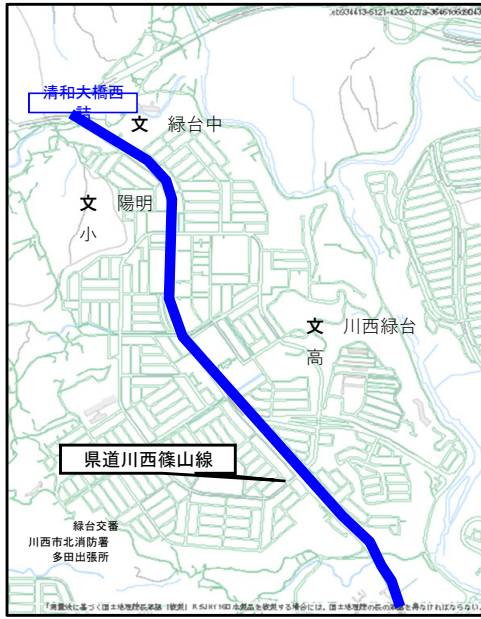 清和大橋西
詰
文 緑台中
文 陽明
小
文 川西緑台
高
県道川西篠山線
緑台交番
川西市北消防署
多田出張所